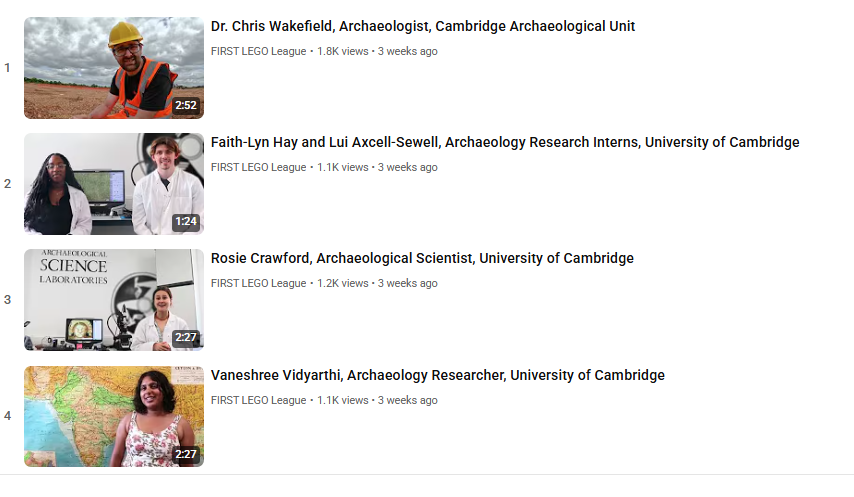 1
Dr. Chris Wakefield, Archaeologist, Cambridge Archaeological Unit
FIRST LEGO League • 1.8K views • 3 weeks ago
2:52
2
Faith-Lyn Hay and Lui Axcell-Sewell, Archaeology Research Interns, University of Cambridge
FIRST LEGO League • 1.1K views • 3 weeks ago
1:24
3
ARCHAEOLOGICAL
SCIENCE
LABORATORIES
Rosie Crawford, Archaeological Scientist, University of Cambridge
FIRST LEGO League • 1.2K views • 3 weeks ago
2:27
4
Vaneshree Vidyarthi, Archaeology Researcher, University of Cambridge
FIRST LEGO League • 1.1K views • 3 weeks ago
2:27